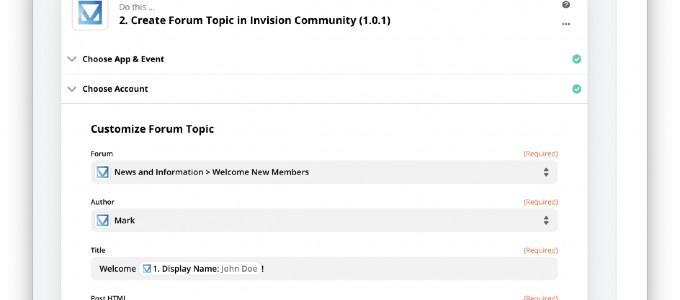 Do this ...
2. Create Forum Topic in Invision Community (1.0.1)
Choose App & Event
Choose Account
Customize Forum Topic
Forum (Required)
News and Information > Welcome New Members
Author (Required)
Mark
Title (Required)
Welcome 1. Display Name: John Doe !
Post HTML (Required)